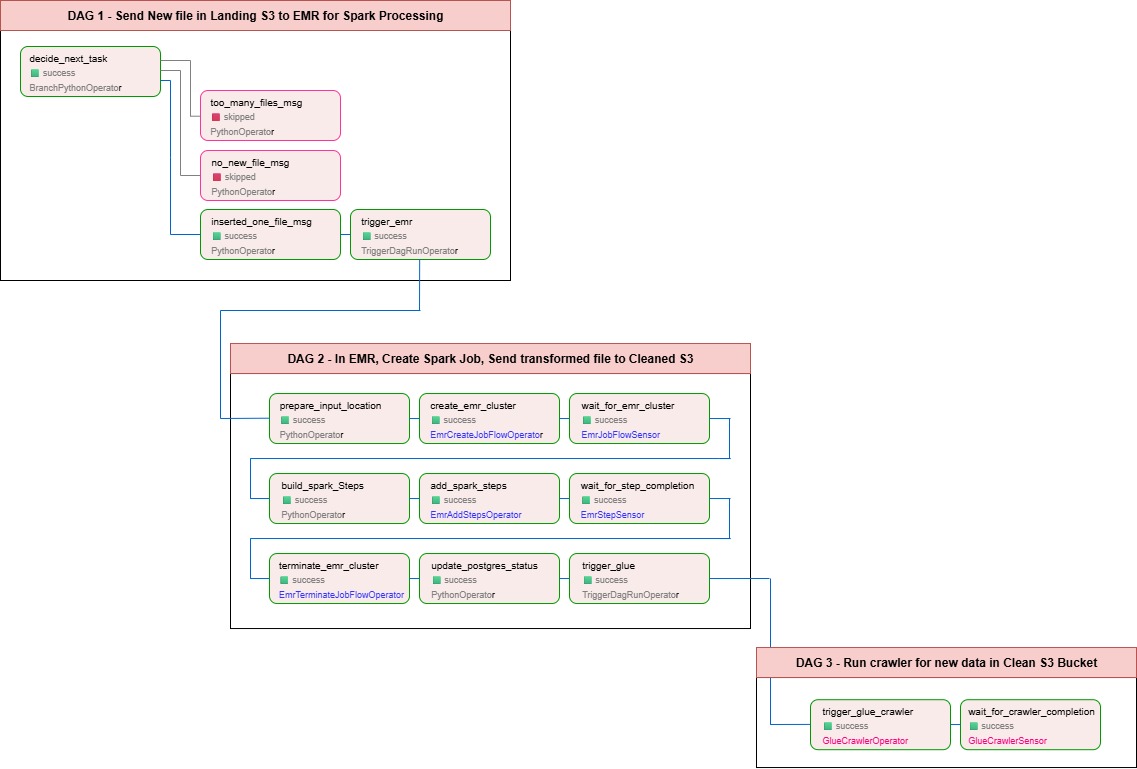 DAG 1 - Send New file in Landing S3 to EMR for Spark Processing
decide_next_task
success
BranchPythonOperator
too_many_files_msg
skipped
PythonOperator
no_new_file_msg
skipped
PythonOperator
inserted_one_file_msg
success
PythonOperator
trigger_emr
success
TriggerDagRunOperator
DAG 2 - In EMR, Create Spark Job, Send transformed file to Cleaned S3
prepare_input_location
success
PythonOperator
create_emr_cluster
success
EmrCreateJobFlowOperator
wait_for_emr_cluster
success
EmrJobFlowSensor
build_spark_Steps
success
PythonOperator
add_spark_steps
success
EmrAddStepsOperator
wait_for_step_completion
success
EmrStepSensor
terminate_emr_cluster
success
EmrTerminateJobFlowOperator
update_postgres_status
success
PythonOperator
trigger_glue
success
TriggerDagRunOperator
DAG 3 - Run crawler for new data in Clean S3 Bucket
trigger_glue_crawler
success
GlueCrawlerOperator
wait_for_crawler_completion
success
GlueCrawlerSensor